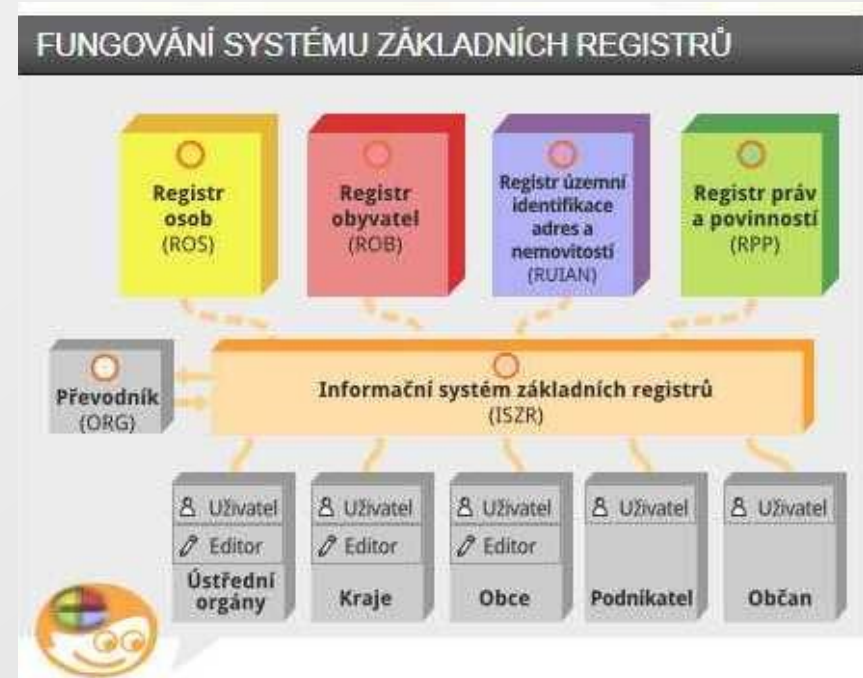 FUNGOVÁNÍ SYSTÉMU ZÁKLADNÍCH REGISTRŮ
Registr
osob
(ROS)
Registr
obyvatel
(ROB)
Registr územní
identifikace
adres a
nemovitostí
(RUIAN)
Registr práv
a povinností
(RPP)
Převodník
(ORG)
Informační systém základních registrů
(ISZR)
Uživatel
Editor
Ústřední
orgány
Uživatel
Editor
Kraje
Uživatel
Editor
Obce
Uživatel
Podnikatel
Uživatel
Občan